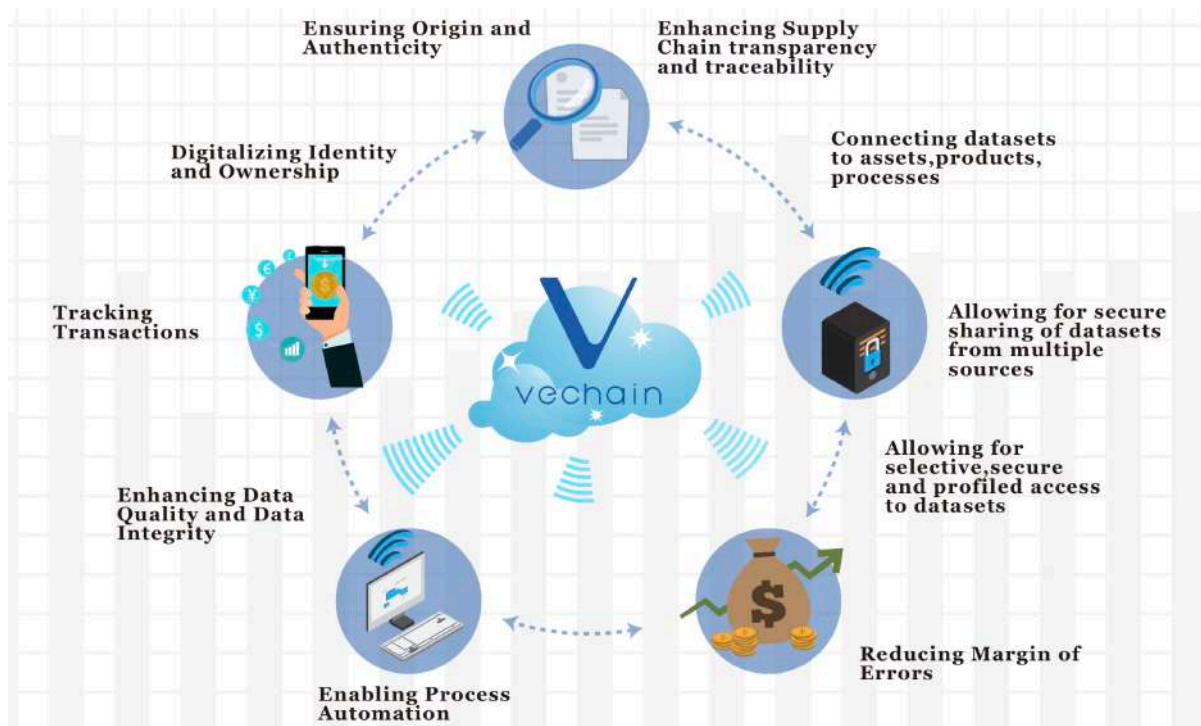 Ensuring Origin and
Authenticity
Enhancing Supply
Chain transparency
and traceability
Digitalizing Identity
and Ownership
Connecting datasets
to assets,products,
processes
Tracking
Transactions
V
vechain
Allowing for secure
sharing of datasets
from multiple
sources
Enhancing Data
Quality and Data
Integrity
Allowing for
selective,secure
and profiled access
to datasets
Enabling Process
Automation
Reducing Margin of
Errors